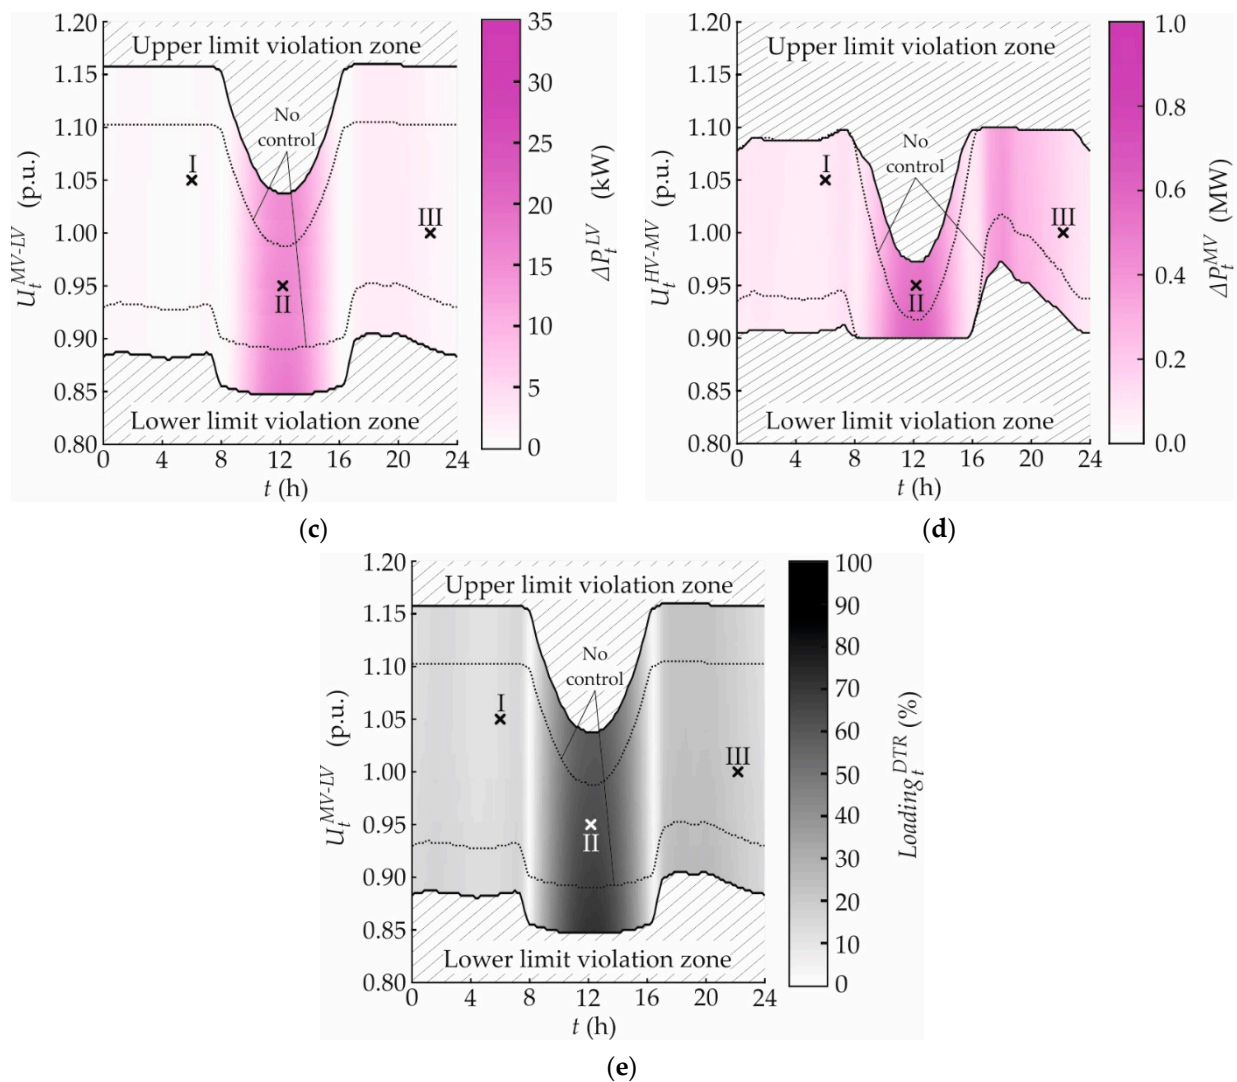 1.20
1.15
1.10
1.05
1.00
0.95
0.90
0.85
0.80
U_t^{MV-LV} (p.u.)
Upper limit violation zone
No
control
I
III
II
Lower limit violation zone
0 4 8 12 16 20 24
t (h)
35
30
25
20
15
10
5
0
ΔP_t^{LV} (kW)
(c)
1.20
1.15
1.10
1.05
1.00
0.95
0.90
0.85
0.80
U_t^{HV-MV} (p.u.)
Upper limit violation zone
No
control
I
III
II
Lower limit violation zone
0 4 8 12 16 20 24
t (h)
1.0
0.8
0.6
0.4
0.2
0.0
ΔP_t^{MV} (MW)
(d)
1.20
1.15
1.10
1.05
1.00
0.95
0.90
0.85
0.80
U_t^{MV-LV} (p.u.)
Upper limit violation zone
No
control
I
III
II
Lower limit violation zone
0 4 8 12 16 20 24
t (h)
100
90
80
70
60
50
40
30
20
10
0
Loading_t^{DTR} (%)
(e)